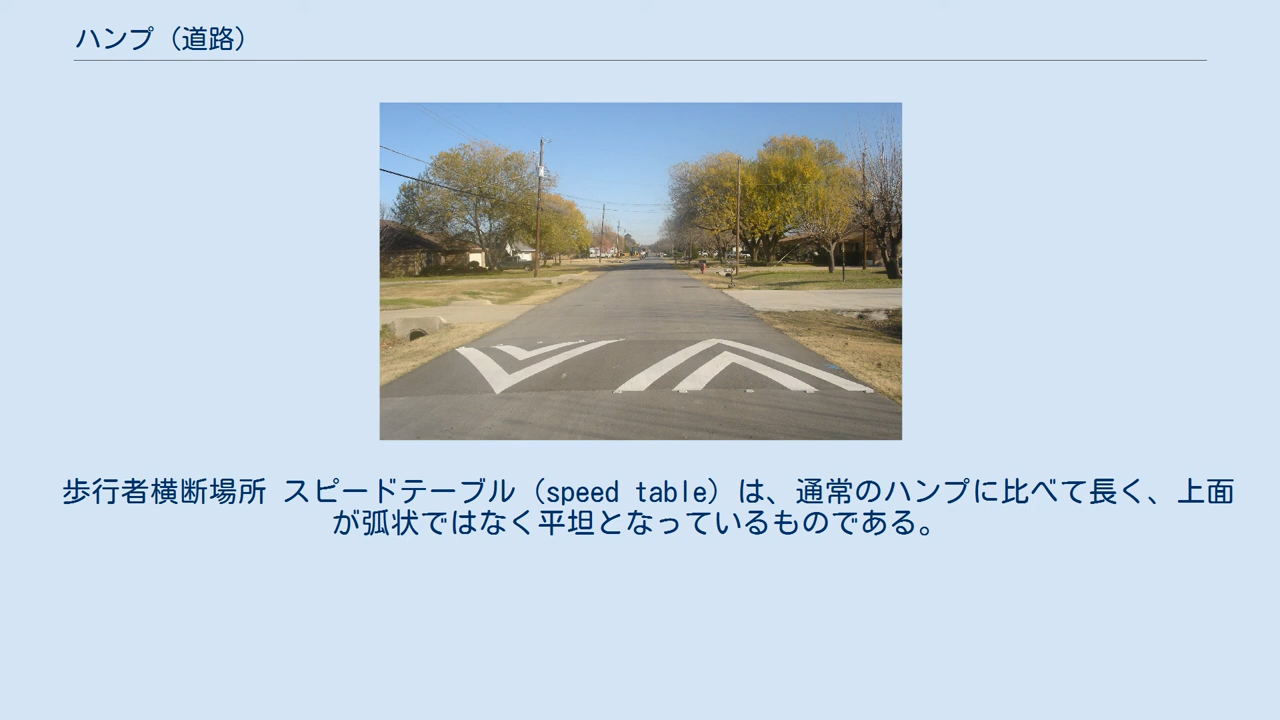 ハンプ（道路）
歩行者横断場所 スピードテーブル（speed table）は、通常のハンプに比べて長く、上面
が弧状ではなく平坦となっているものである。